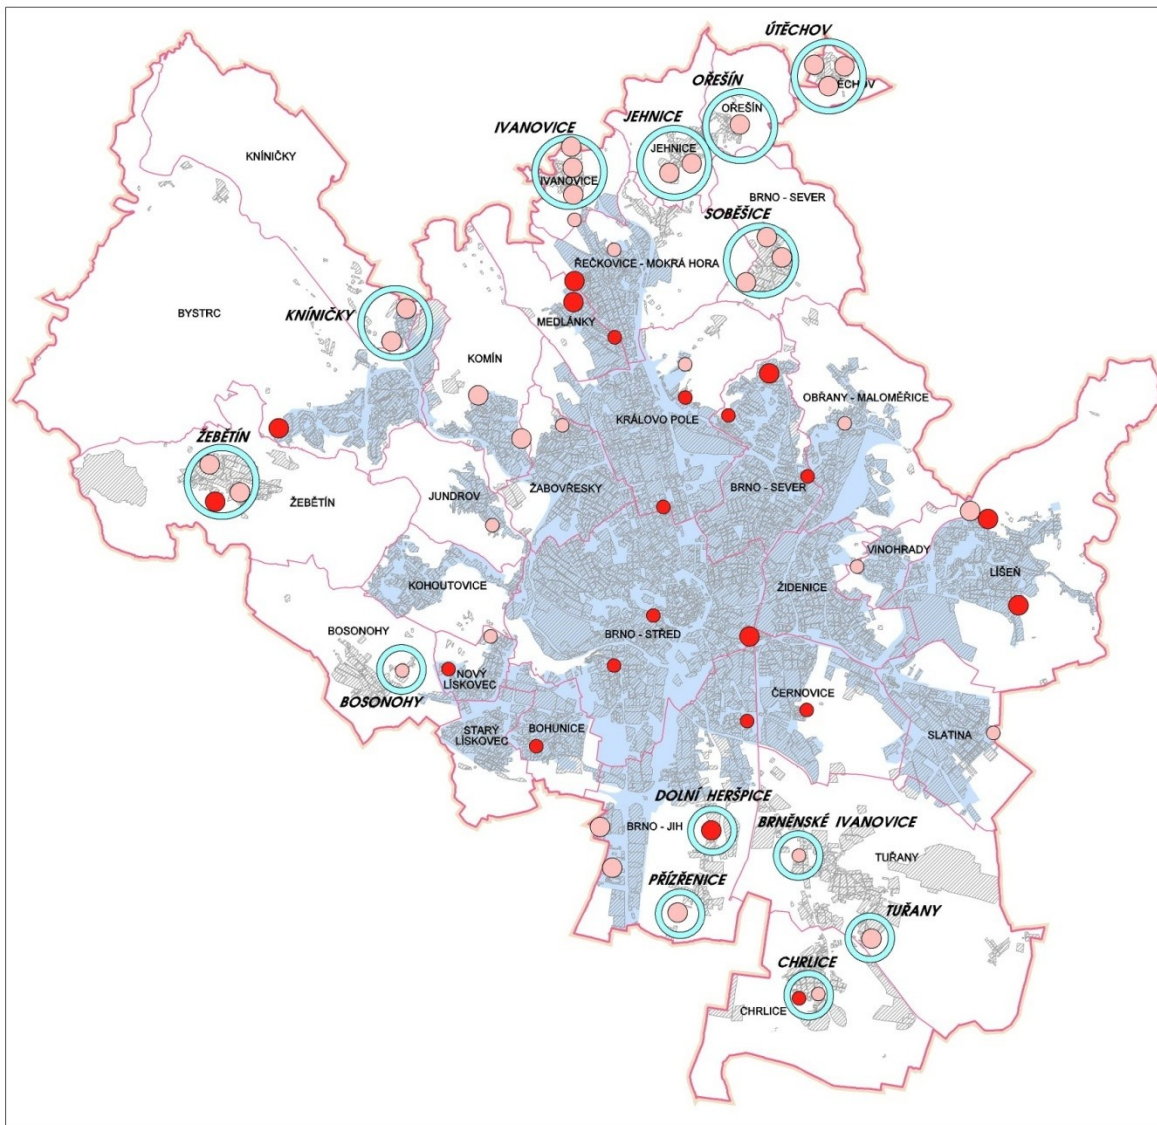 ÚTĚCHOV
ĚCHOV
OŘEŠÍN
OŘEŠÍN
JEHNICE
JEHNICE
IVANOVICE
IVANOVICE
KNÍNIČKY
BRNO - SEVER
SOBĚŠICE
ŘEČKOVICE - MOKRÁ HORA
BYSTRC
KNÍNIČKY
MEDLÁNKY
KOMÍN
OBŘANY - MALOMĚŘICE
KRÁLOVO POLE
ŽEBĚTÍN
ŽEBĚTÍN
JUNDROV
ŽABOVŘESKY
BRNO - SEVER
VINOHRADY
LÍŠEŇ
KOHOUTOVICE
ŽIDENICE
BOSONOHY
BRNO - STŘED
NOVÝ
LÍSKOVEC
BOSONOHY
ČERNOVICE
STARÝ
LÍSKOVEC
BOHUNICE
SLATINA
DOLNÍ HERŠPICE
BRNO - JIH
BRNĚNSKÉ IVANOVICE
TUŘANY
PŘÍZŘENICE
TUŘANY
CHRLICE
CHRLICE